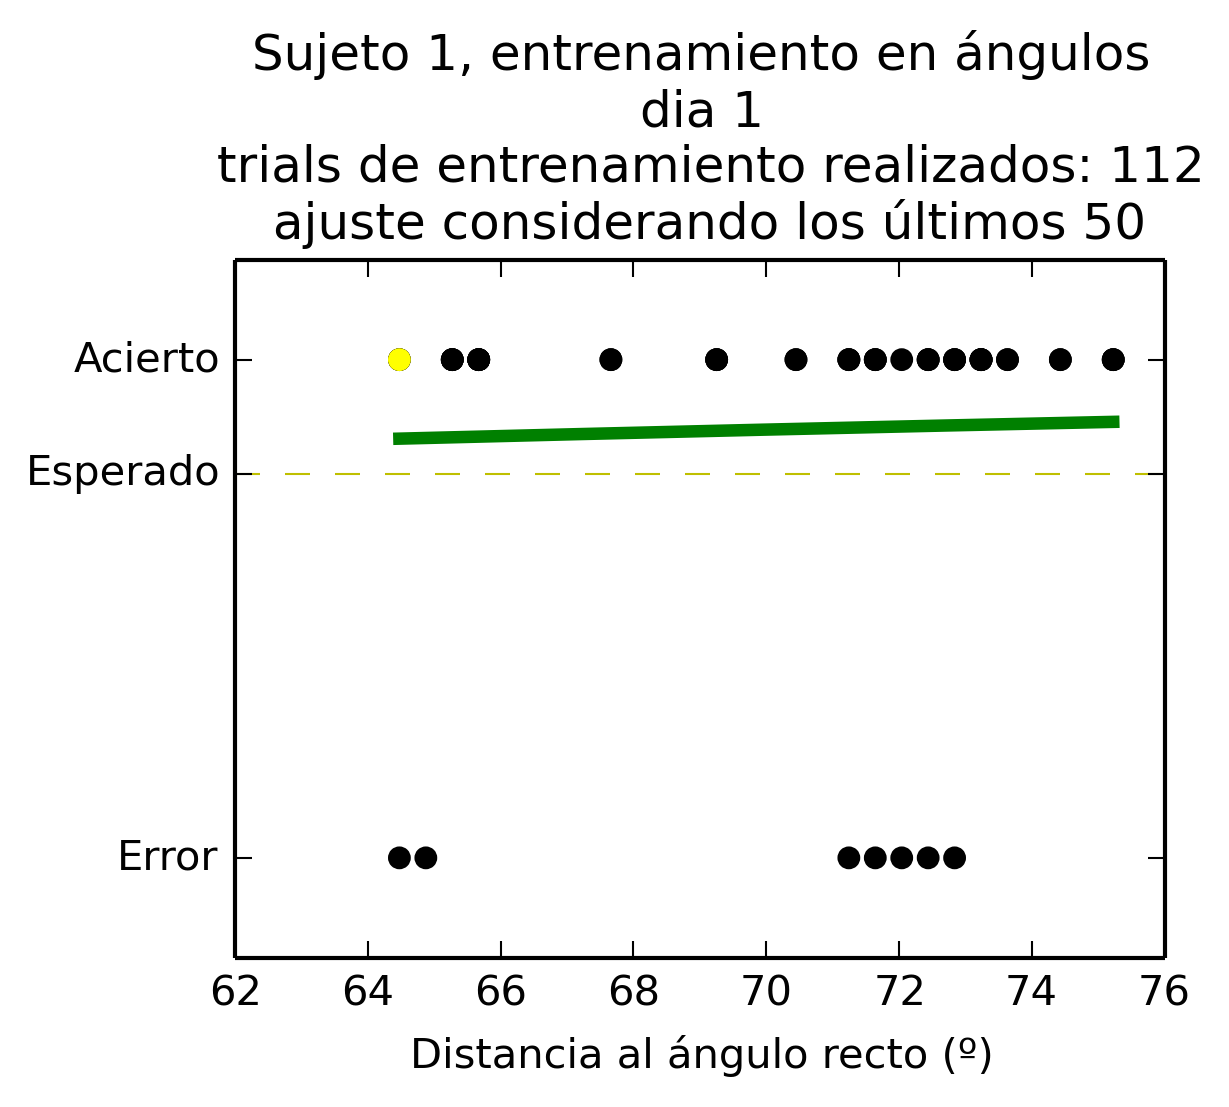 Sujeto 1, entrenamiento en ángulos
dia 1
trials de entrenamiento realizados: 112
ajuste considerando los últimos 50
Acierto
Esperado
Error
62 64 66 68 70 72 74 76
Distancia al ángulo recto (º)